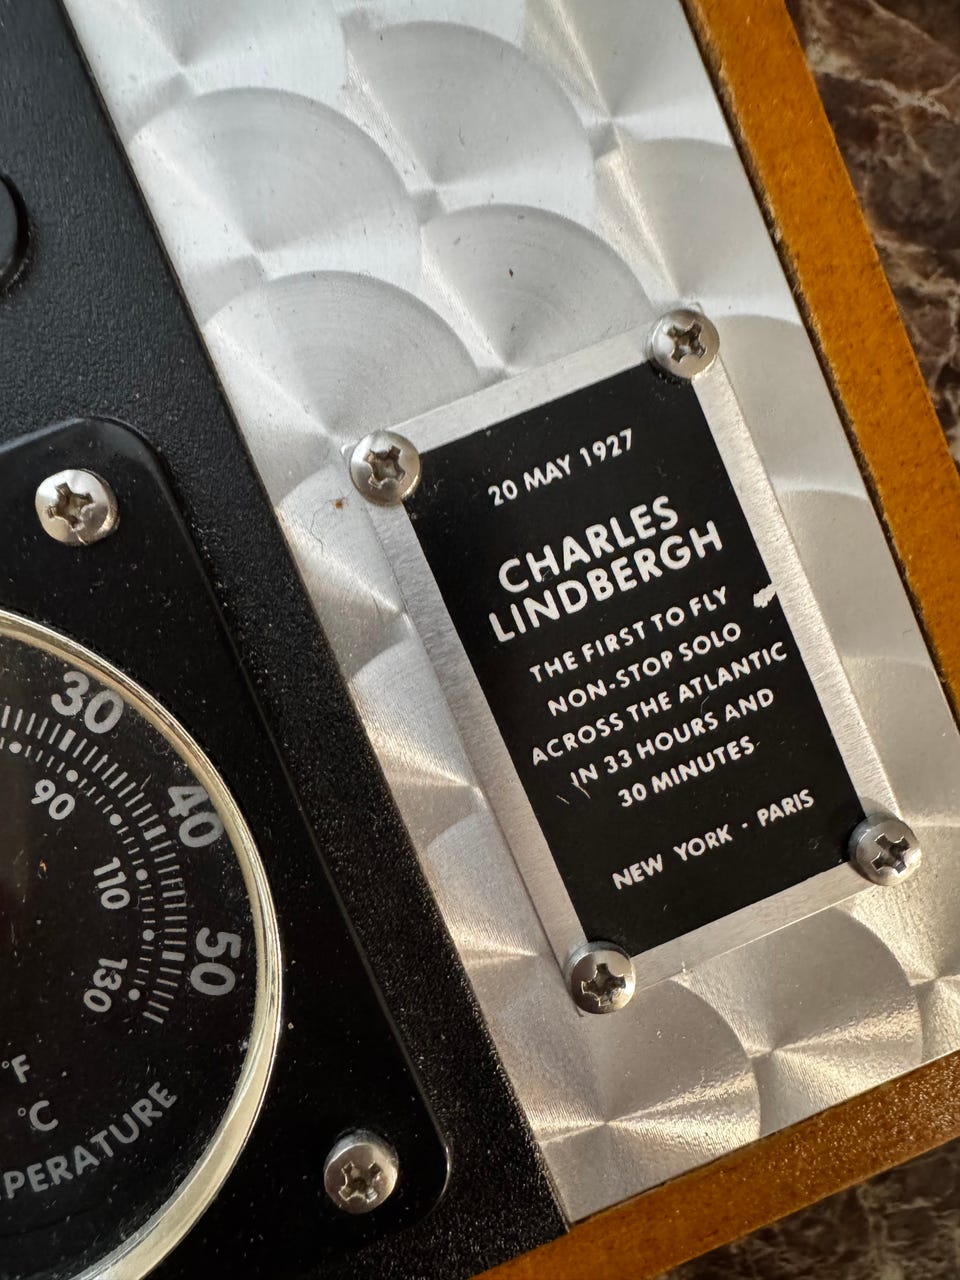 20 MAY 1927
CHARLES
LINDBERGH
THE FIRST TO FLY
NON-STOP SOLO
ACROSS THE ATLANTIC
IN 33 HOURS AND
30 MINUTES
NEW YORK - PARIS
30
40
50
90
110
130
°F
°C
PERATURE